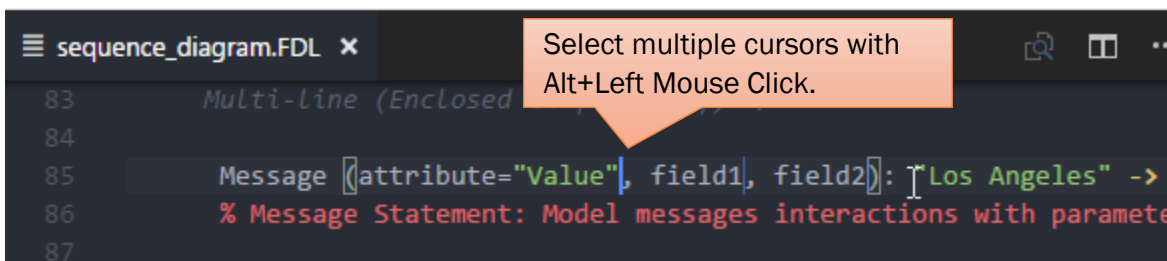 sequence_diagram.FDL
Select multiple cursors with
Alt+Left Mouse Click.
83 Multi-line (Enclosed
84
85 Message (attribute="Value", field1, field2): "Los Angeles" ->
86 % Message Statement: Model messages interactions with paramete
87